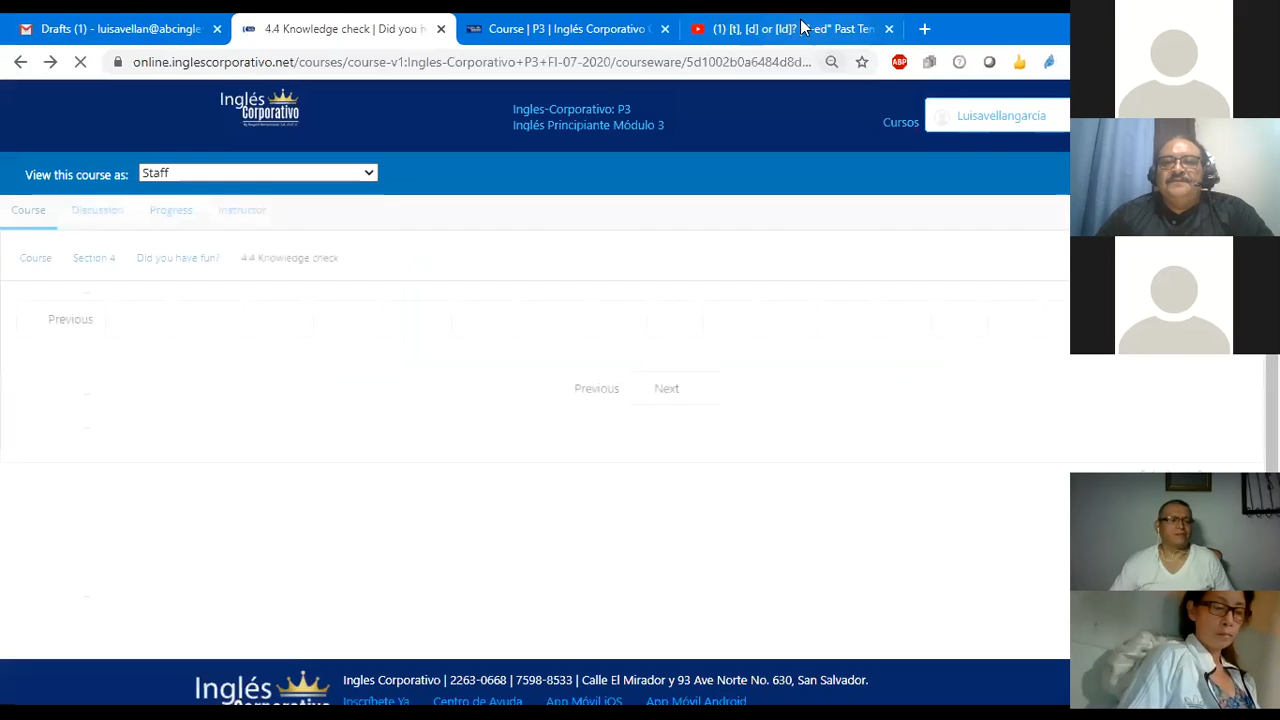 Drafts (1) - luisavellan@abcingle
4.4 Knowledge check | Did you h
Course | P3 | Inglés Corporativo
(1) [t], [d] or [Id]? "-ed" Past Ten
online.inglescorporativo.net/courses/course-v1:Ingles-Corporativo+P3+FI-07-2020/courseware/5d1002b0a6484d8d...
ABP
Inglés
Corporativo
Ingles-Corporativo: P3
Inglés Principiante Módulo 3
Cursos
Luisavellangarcia
View this course as:
Staff
Course
Discussion
Progress
Instructor
Course
Section 4
Did you have fun?
4.4 Knowledge check
Previous
Previous
Next
Inglés
Corporativo
Ingles Corporativo | 2263-0668 | 7598-8533 | Calle El Mirador y 93 Ave Norte No. 630, San Salvador.
Inscríbete Ya
Centro de Ayuda
App Móvil iOS
App Móvil Android